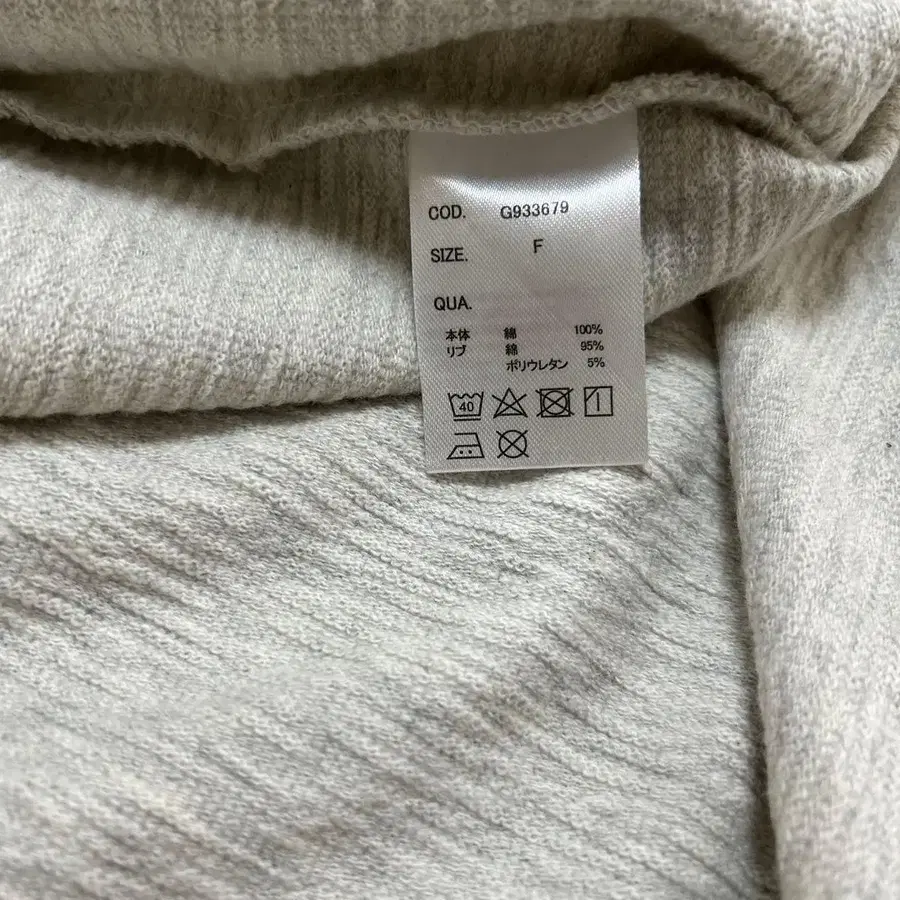 COD. G933679
SIZE. F
QUA.
本体 綿 100%
リブ 綿 95%
ポリウレタン 5%
40